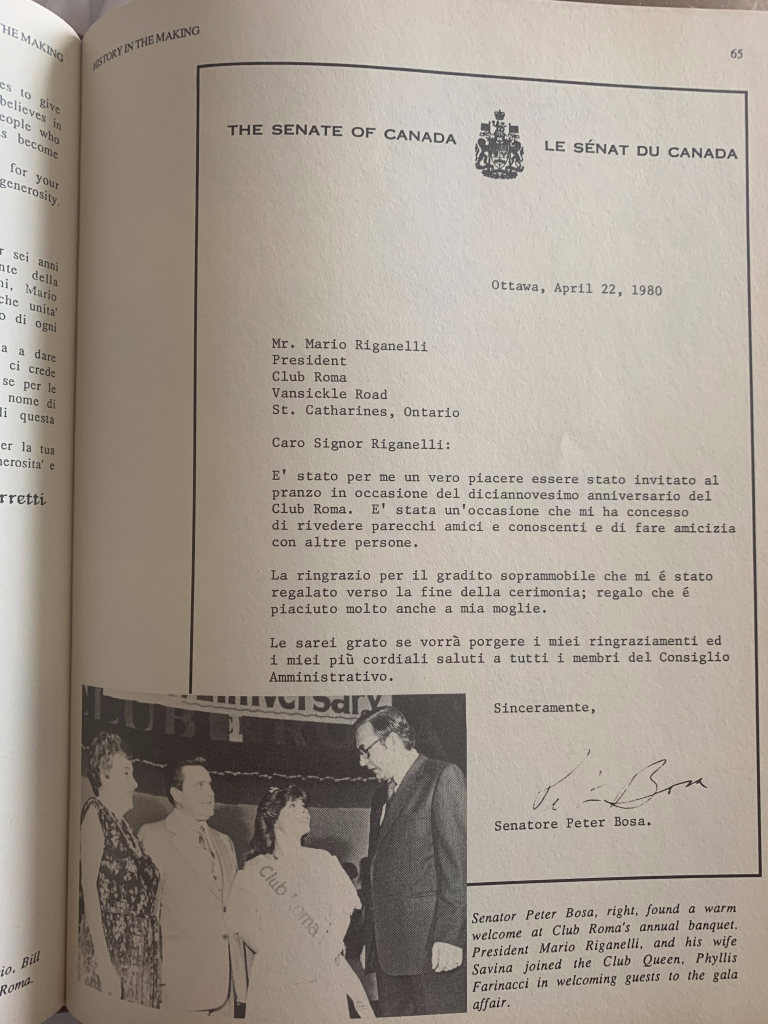 THE MAKING
es to give
believes in
eople who
s become
for your
generosity.
r sei anni
nte della
ni, Mario
che unita'
o di ogni
a a dare
ci crede
se per le
nome di
li questa
er la tua
nerosita' e
rretti
io, Bill
Roma.
HISTORY IN THE MAKING
65
THE SENATE OF CANADA
LE SÉNAT DU CANADA
Ottawa, April 22, 1980
Mr. Mario Riganelli
President
Club Roma
Vansickle Road
St. Catharines, Ontario
Caro Signor Riganelli:
E' stato per me un vero piacere essere stato invitato al
pranzo in occasione del diciannovesimo anniversario del
Club Roma. E' stata un'occasione che mi ha concesso
di rivedere parecchi amici e conoscenti e di fare amicizia
con altre persone.
La ringrazio per il gradito soprammobile che mi é stato
regalato verso la fine della cerimonia; regalo che é
piaciuto molto anche a mia moglie.
Le sarei grato se vorrà porgere i miei ringraziamenti ed
i miei più cordiali saluti a tutti i membri del Consiglio
Amministrativo.
Sinceramente,
Bosa
Senatore Peter Bosa.
nniversary
CLUB RO
Club Roma
Senator Peter Bosa, right, found a warm
welcome at Club Roma's annual banquet.
President Mario Riganelli, and his wife
Savina joined the Club Queen, Phyllis
Farinacci in welcoming guests to the gala
affair.